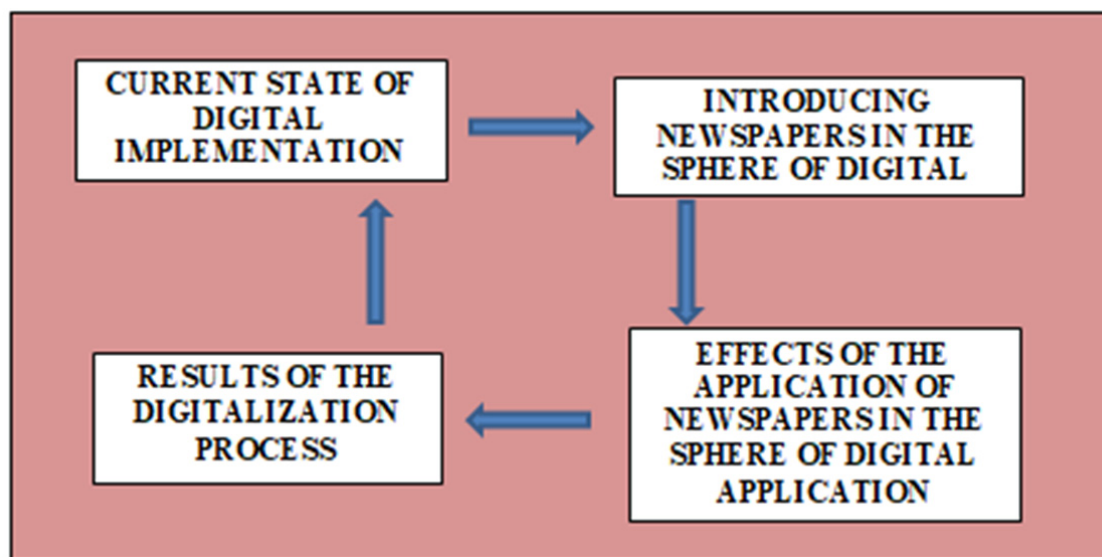 CURRENT STATE OF
DIGITAL
IMPLEMENTATION
INTRODUCING
NEWSPAPERS IN THE
SPHERE OF DIGITAL
EFFECTS OF THE
APPLICATION OF
NEWSPAPERS IN THE
SPHERE OF DIGITAL
APPLICATION
RESULTS OF THE
DIGITALIZATION
PROCESS